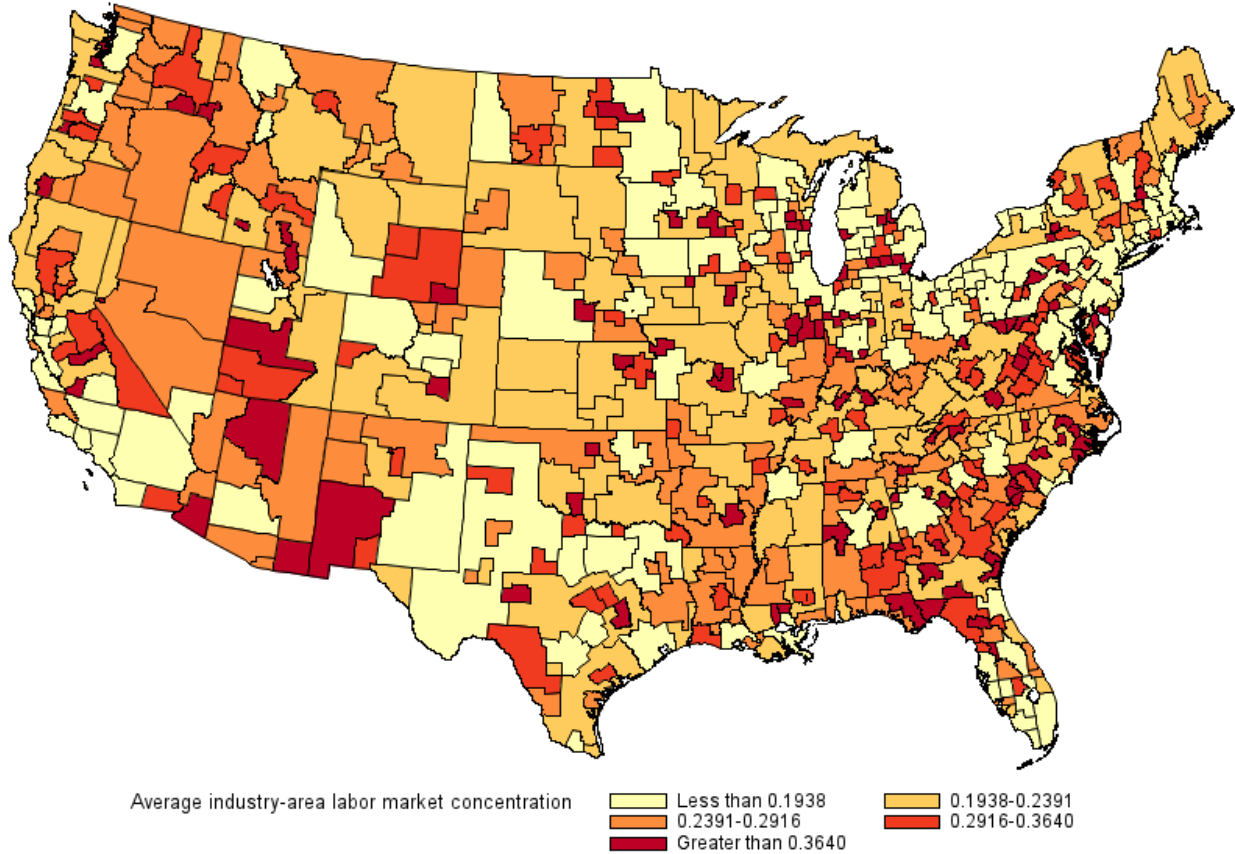 Average industry-area labor market concentration
Less than 0.1938
0.1938-0.2391
0.2391-0.2916
0.2916-0.3640
Greater than 0.3640